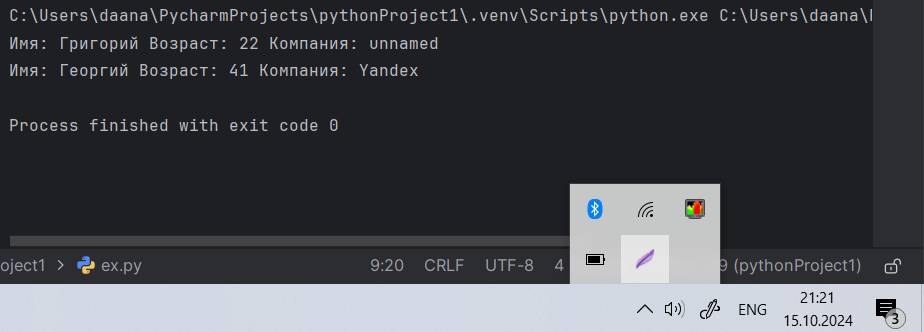 C:\Users\daana\PycharmProjects\pythonProject1\.venv\Scripts\python.exe C:\Users\daana\
Имя: Григорий Возраст: 22 Компания: unnamed
Имя: Георгий Возраст: 41 Компания: Yandex
Process finished with exit code 0
oject1 > ex.py 9:20 CRLF UTF-8 4 9 (pythonProject1)
ENG 21:21
15.10.2024 3